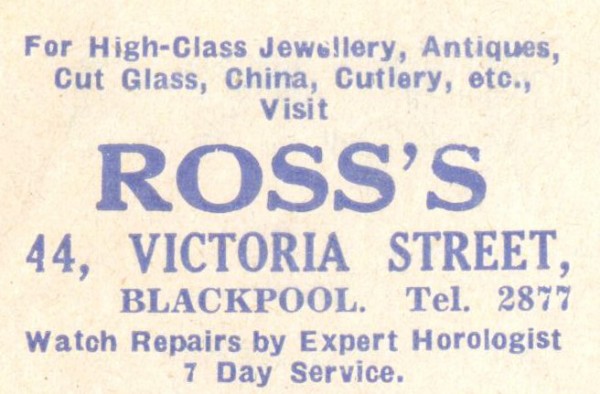 For High-Class Jewellery, Antiques,
Cut Glass, China, Cutlery, etc.,
Visit
ROSS'S
44, VICTORIA STREET,
BLACKPOOL. Tel. 2877
Watch Repairs by Expert Horologist
7 Day Service.